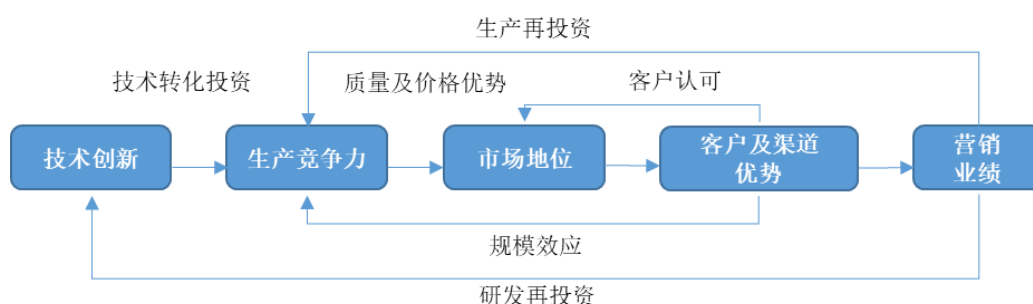 生产再投资
技术转化投资
质量及价格优势
客户认可
技术创新
生产竞争力
市场地位
客户及渠道
优势
营销
业绩
规模效应
研发再投资